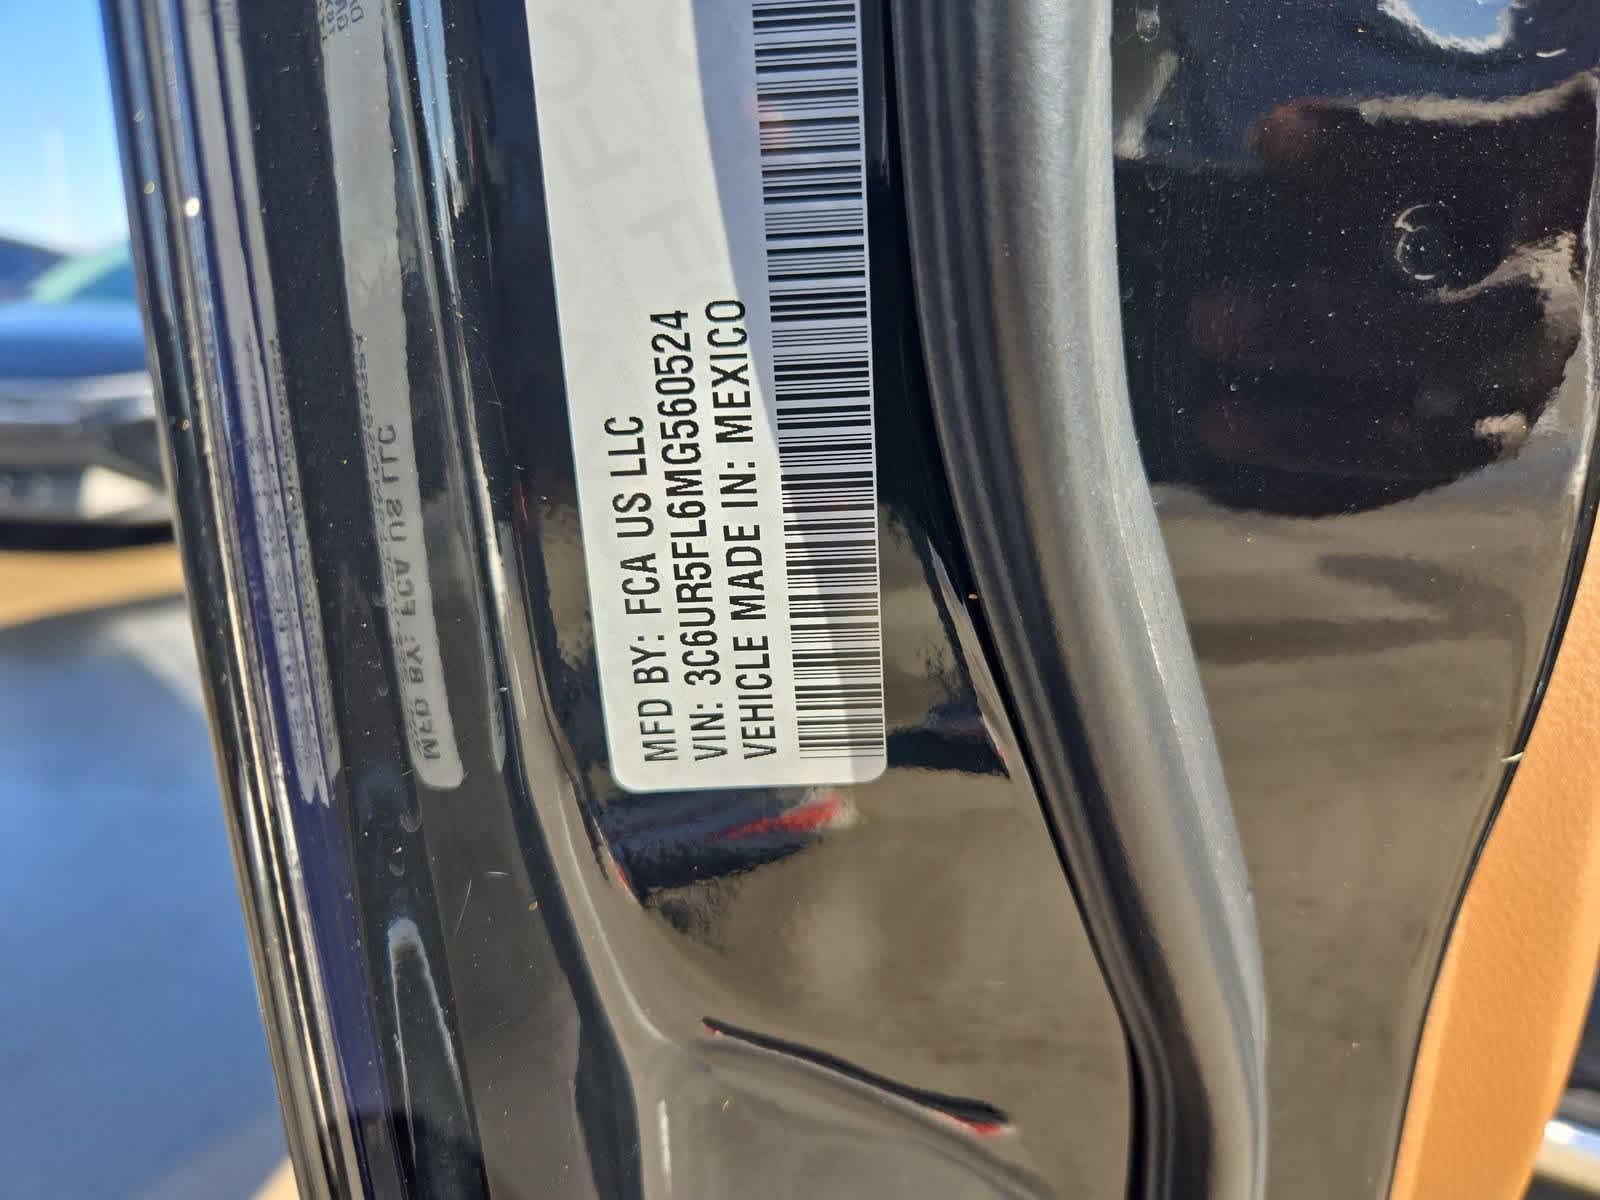 MFD BY: FCA US LLC
VIN: 3C6UR5FL6MG560524
VEHICLE MADE IN: MEXICO